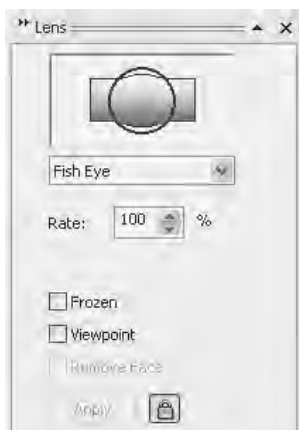 Lens
Fish Eye
Rate: 100 %
Frozen
Viewpoint
Remove Face
Apply